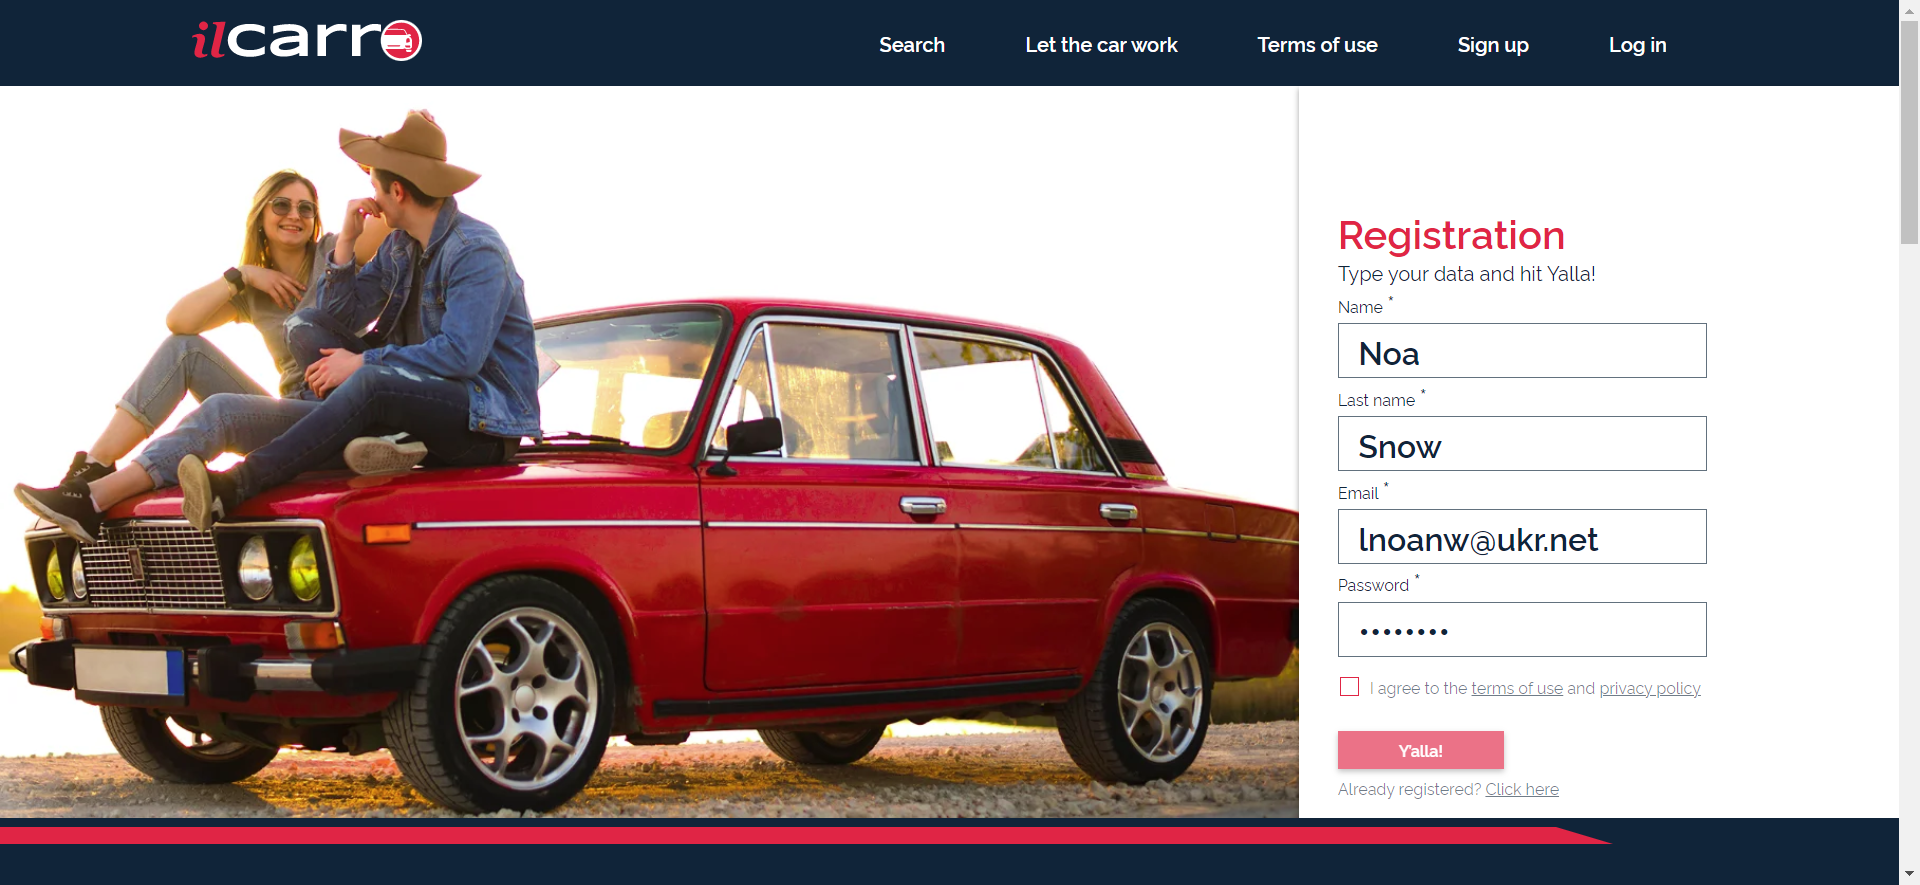 ilcarro
Search Let the car work Terms of use Sign up Log in
Registration
Type your data and hit Yalla!
Name *
Noa
Last name *
Snow
Email *
lnoanw@ukr.net
Password *
••••••••
I agree to the terms of use and privacy policy
Y'alla!
Already registered? Click here